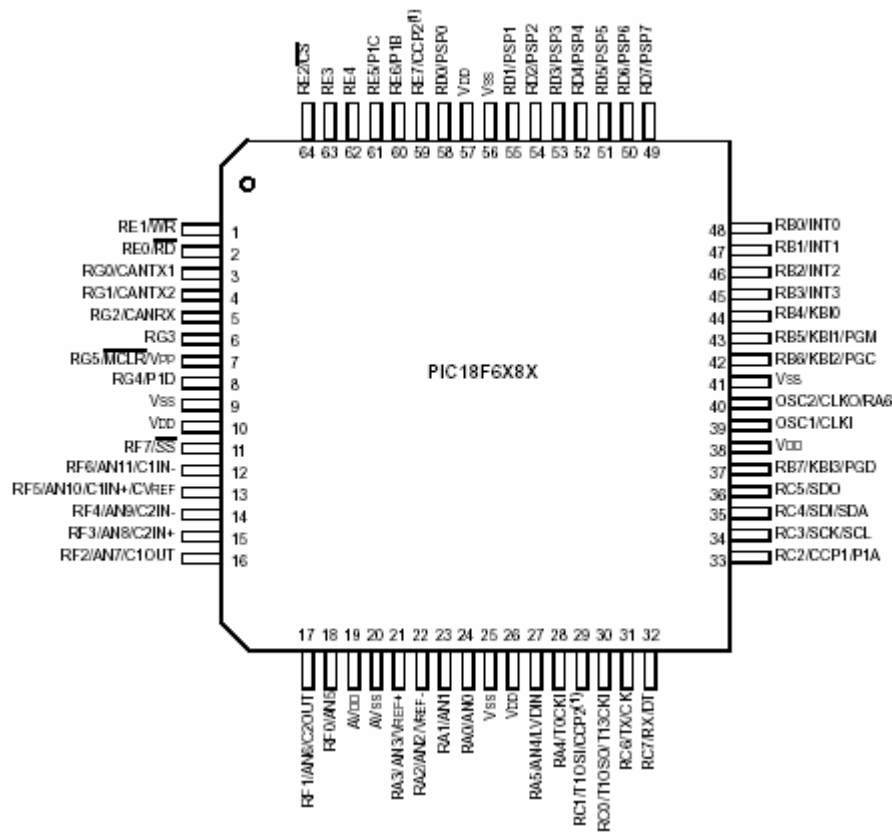 RE2/CS
RE3
RE4
RE5/P1C
RE6/P1B
RE7/CCP2(1)
RD0/PSP0
VDD
VSS
RD1/PSP1
RD2/PSP2
RD3/PSP3
RD4/PSP4
RD5/PSP5
RD6/PSP6
RD7/PSP7
64 63 62 61 60 59 58 57 56 55 54 53 52 51 50 49
RE1/WR 1
RE0/RD 2
RG0/CANTX1 3
RG1/CANTX2 4
RG2/CANRX 5
RG3 6
RG5/MCLR/VPP 7
RG4/P1D 8
VSS 9
VDD 10
RF7/SS 11
RF6/AN11/C1IN- 12
RF5/AN10/C1IN+/CVREF 13
RF4/AN9/C2IN- 14
RF3/AN8/C2IN+ 15
RF2/AN7/C1OUT 16
PIC18F6X8X
48 RB0/INT0
47 RB1/INT1
46 RB2/INT2
45 RB3/INT3
44 RB4/KBI0
43 RB5/KBI1/PGM
42 RB6/KBI2/PGC
41 VSS
40 OSC2/CLKO/RA6
39 OSC1/CLKI
38 VDD
37 RB7/KBI3/PGD
36 RC5/SDO
35 RC4/SDI/SDA
34 RC3/SCK/SCL
33 RC2/CCP1/P1A
17 18 19 20 21 22 23 24 25 26 27 28 29 30 31 32
RF1/AN6/C2OUT
RF0/AN5
AVDD
AVSS
RA3/AN3/VREF+
RA2/AN2/VREF-
RA1/AN1
RA0/AN0
VSS
VDD
RA5/AN4/LVDIN
RA4/T0CKI
RC1/T1OSI/CCP2(1)
RC0/T1OSO/T13CKI
RC6/TX/CK
RC7/RX/DT